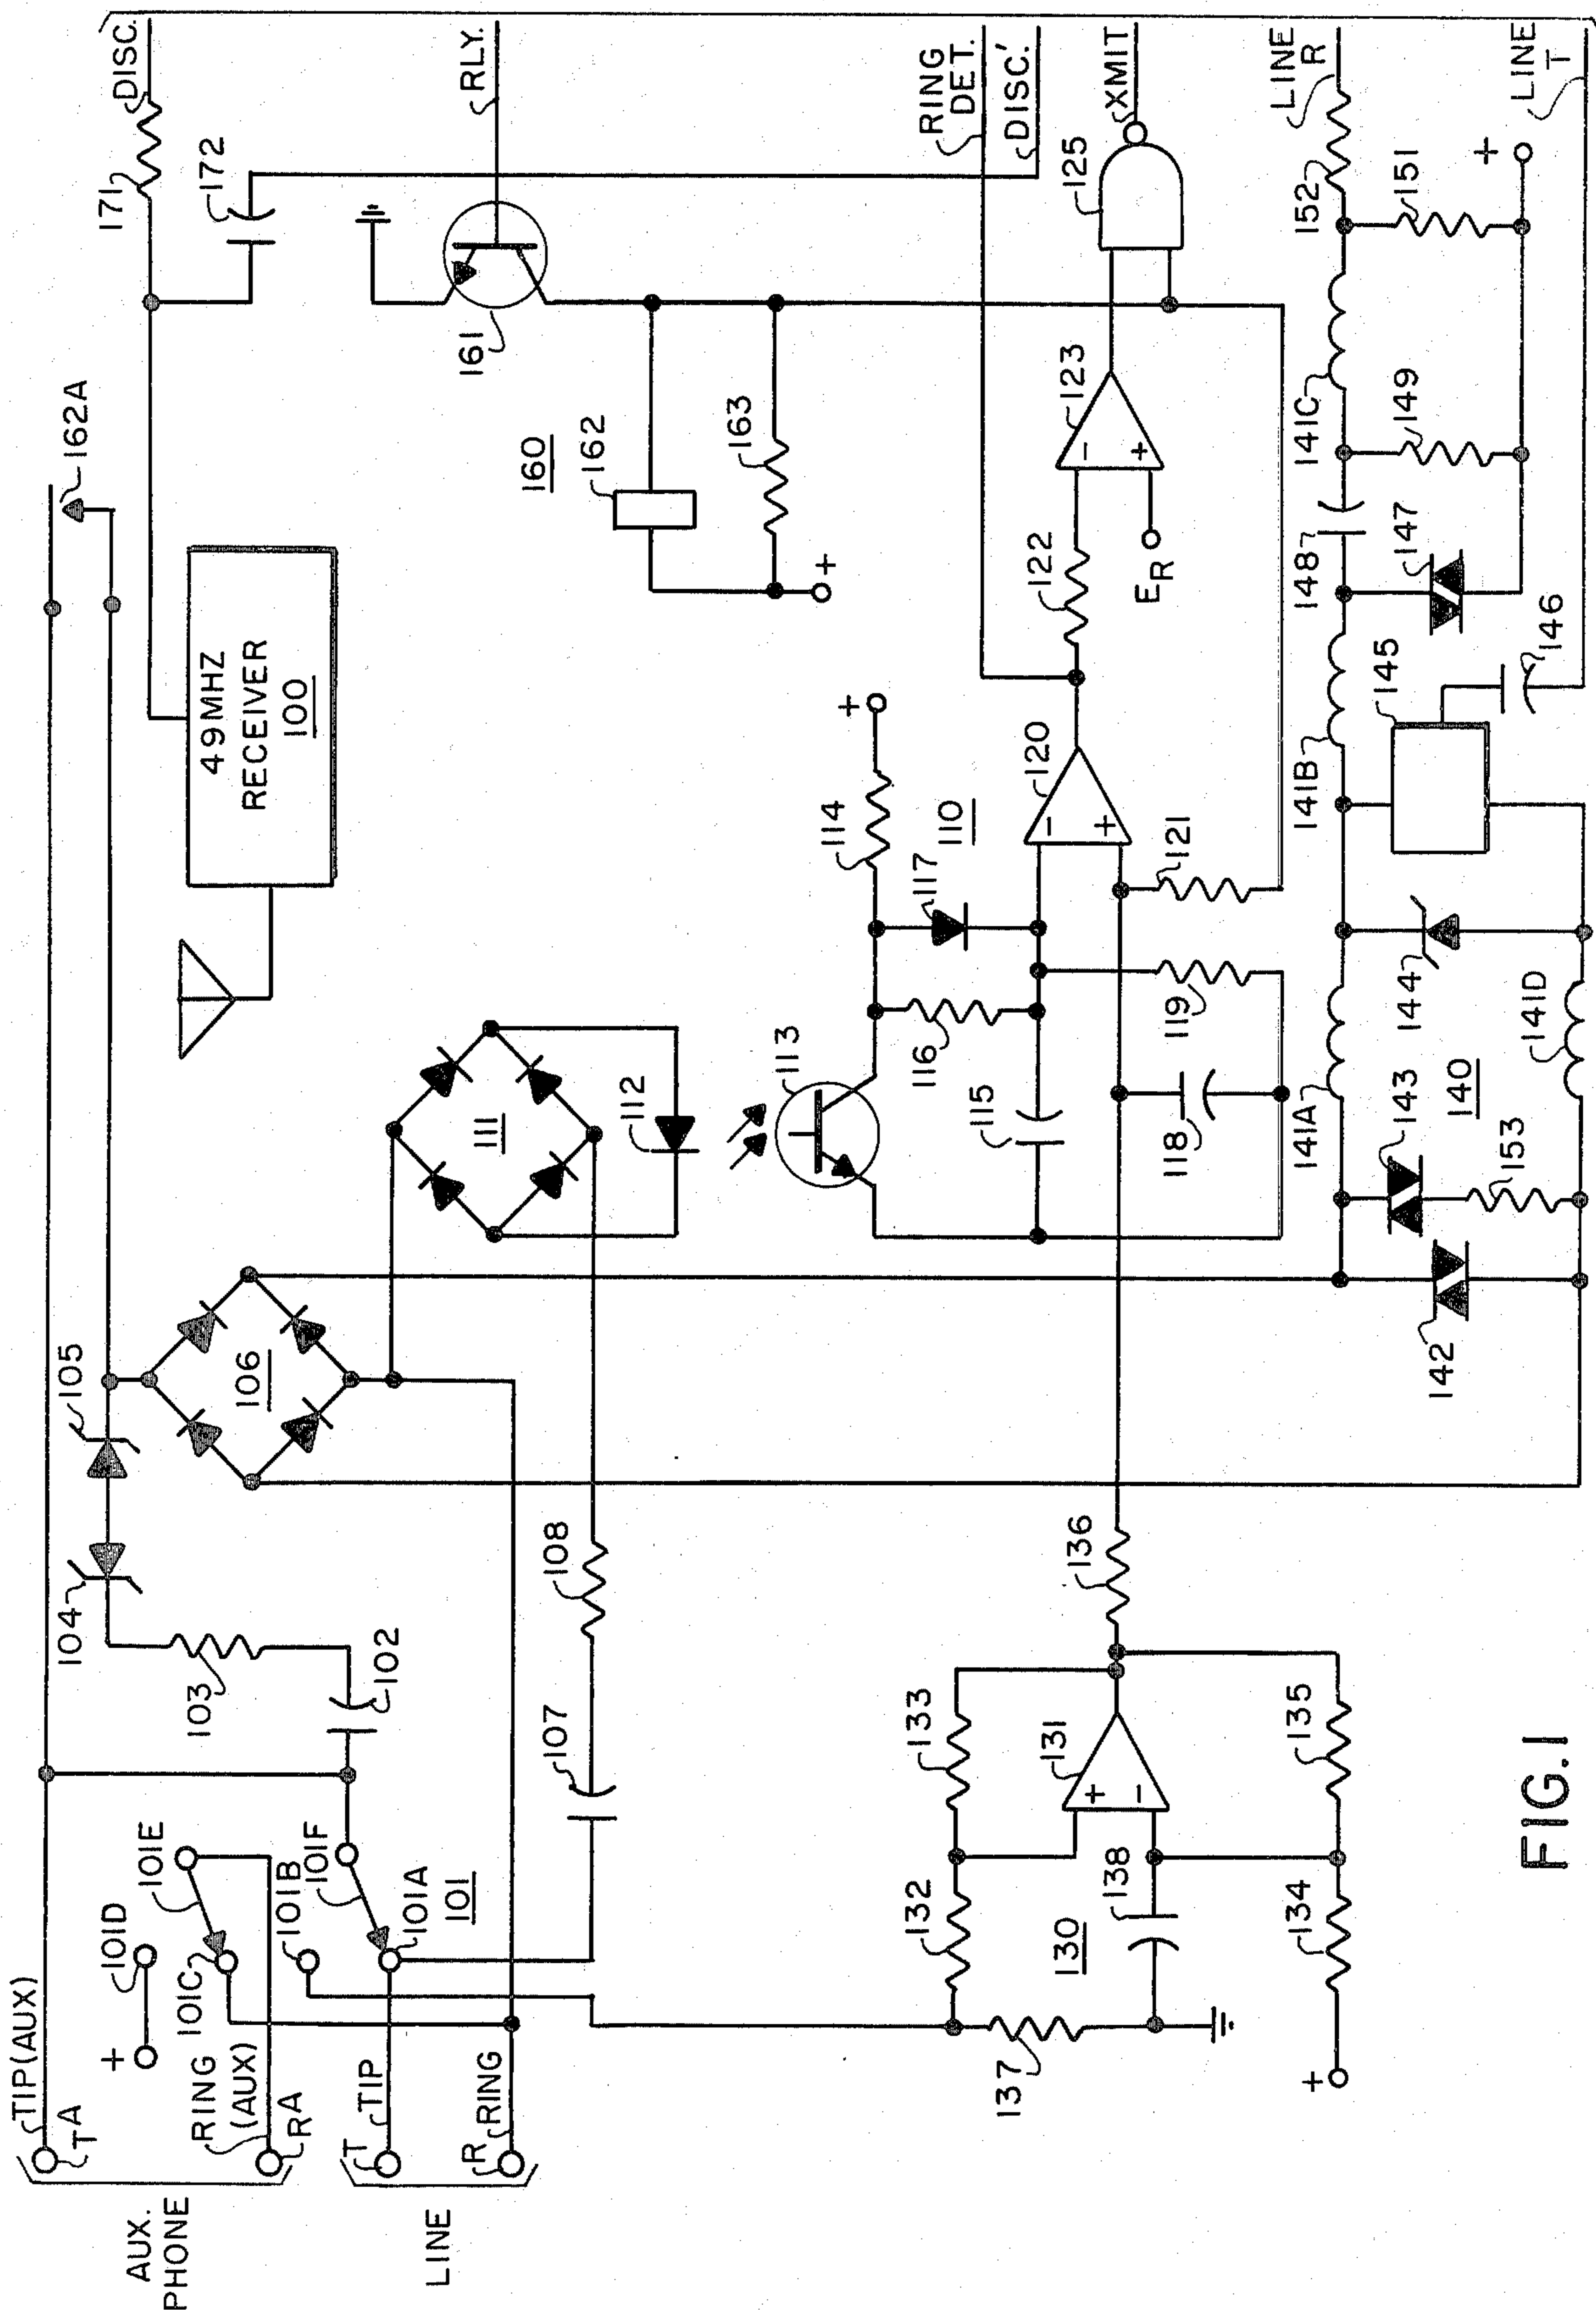 AUX.
PHONE
LINE
TIP(AUX)
T A
+
101D
101E
101C
RING
(AUX)
R A
101B
101F
T
TIP
101A
101
R
RING
102
103
104
105
106
107
108
111
112
162A
49MHZ
RECEIVER
100
171
DISC.
172
161
RLY.
160
162
163
+
113
114
+
115
116
117
110
118
119
120
121
122
RING
DET.
DISC.'
123
E R
125
XMIT
130
131
+
−
132
133
134
135
136
137
138
+
−
+
−
+
140
141A
141B
141C
141D
142
143
144
145
146
147
148
149
151
152
153
+
LINE
R
LINE
T
FIG.1